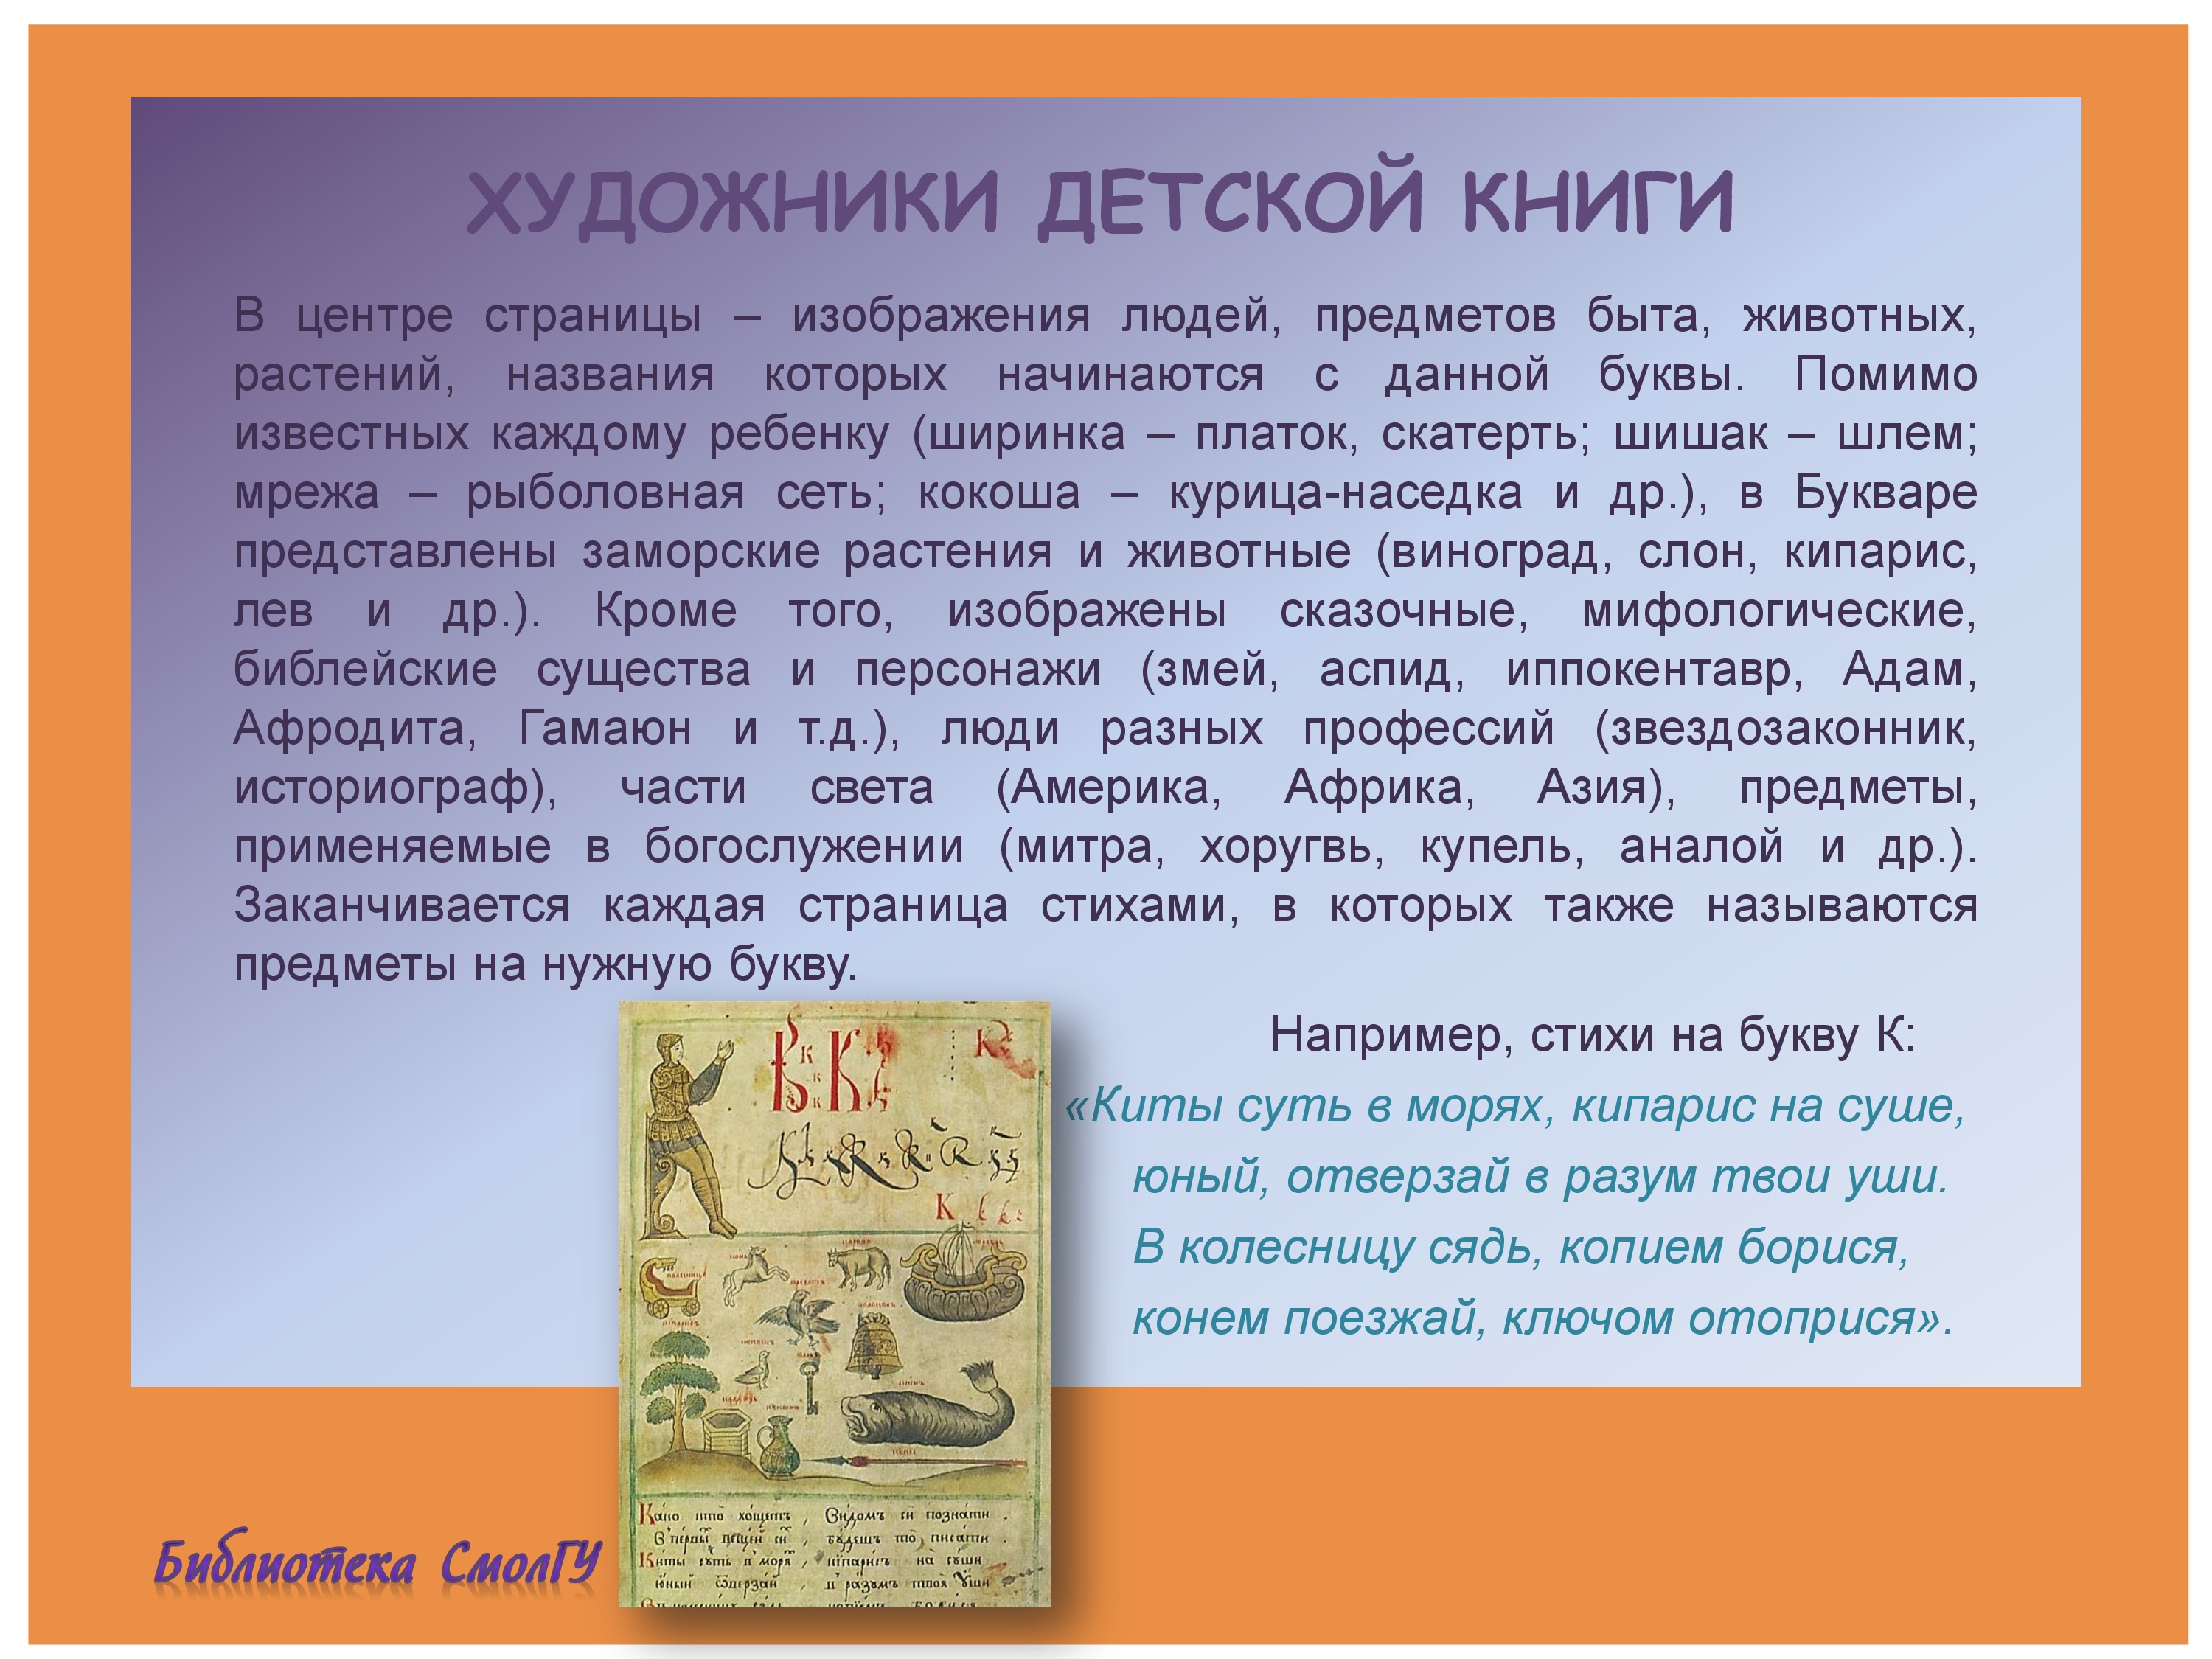 ХУДОЖНИКИ ДЕТСКОЙ КНИГИ
В центре страницы – изображения людей, предметов быта, животных,
растений, названия которых начинаются с данной буквы. Помимо
известных каждому ребенку (ширинка – платок, скатерть; шишак – шлем;
мрежа – рыболовная сеть; кокоша – курица-наседка и др.), в Букваре
представлены заморские растения и животные (виноград, слон, кипарис,
лев и др.). Кроме того, изображены сказочные, мифологические,
библейские существа и персонажи (змей, аспид, иппокентавр, Адам,
Афродита, Гамаюн и т.д.), люди разных профессий (звездозаконник,
историограф), части света (Америка, Африка, Азия), предметы,
применяемые в богослужении (митра, хоругвь, купель, аналой и др.).
Заканчивается каждая страница стихами, в которых также называются
предметы на нужную букву.
Например, стихи на букву К:
«Киты суть в морях, кипарис на суше,
юный, отверзай в разум твои уши.
В колесницу сядь, копием борися,
конем поезжай, ключом отоприся».
Библиотека СмолГУ